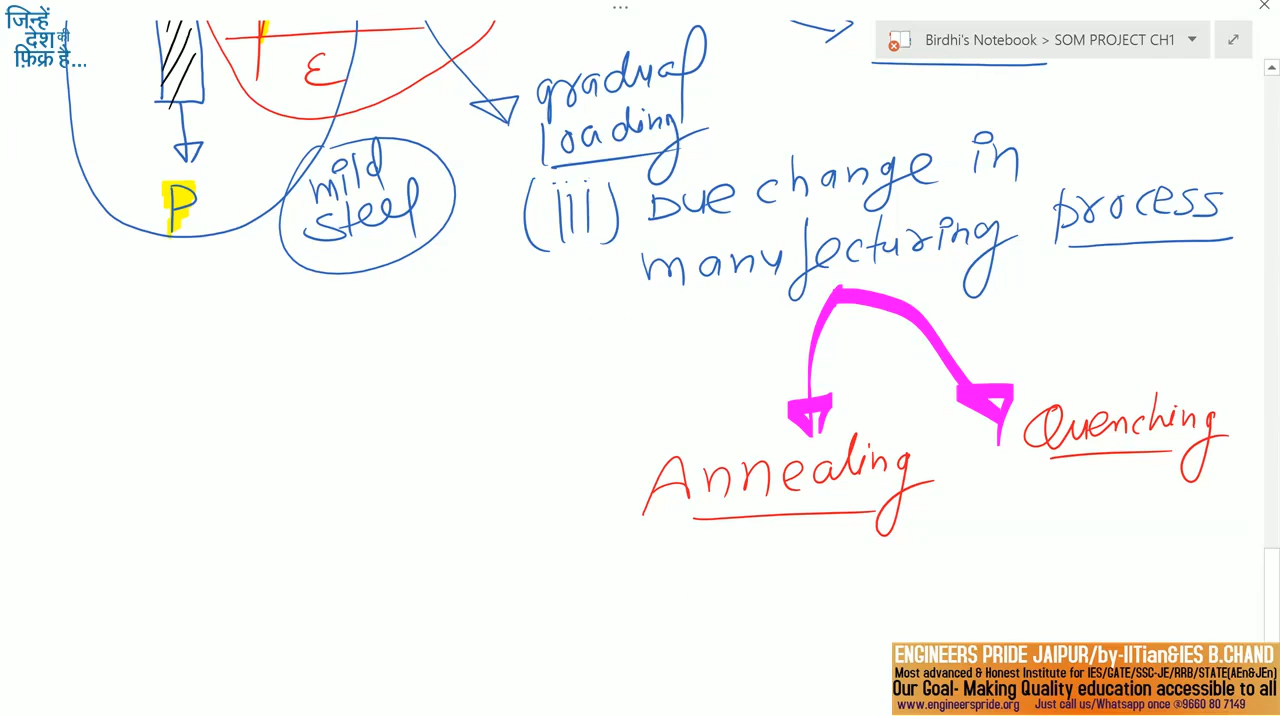 जिन्हें
देश की
फ़िक्र है...
Birdhi's Notebook > SOM PROJECT CH1
ε
P
mild
steel
gradual
loading
(iii) Due change in
manufecturing process
Annealing
Quenching
ENGINEERS PRIDE JAIPUR/by-IITian&IES B.CHAND
Most advanced & Honest Institute for IES/GATE/SSC-JE/RRB/STATE(AEn&JEn)
Our Goal- Making Quality education accessible to all
www.engineerspride.org Just call us/Whatsapp once @9660 80 7149